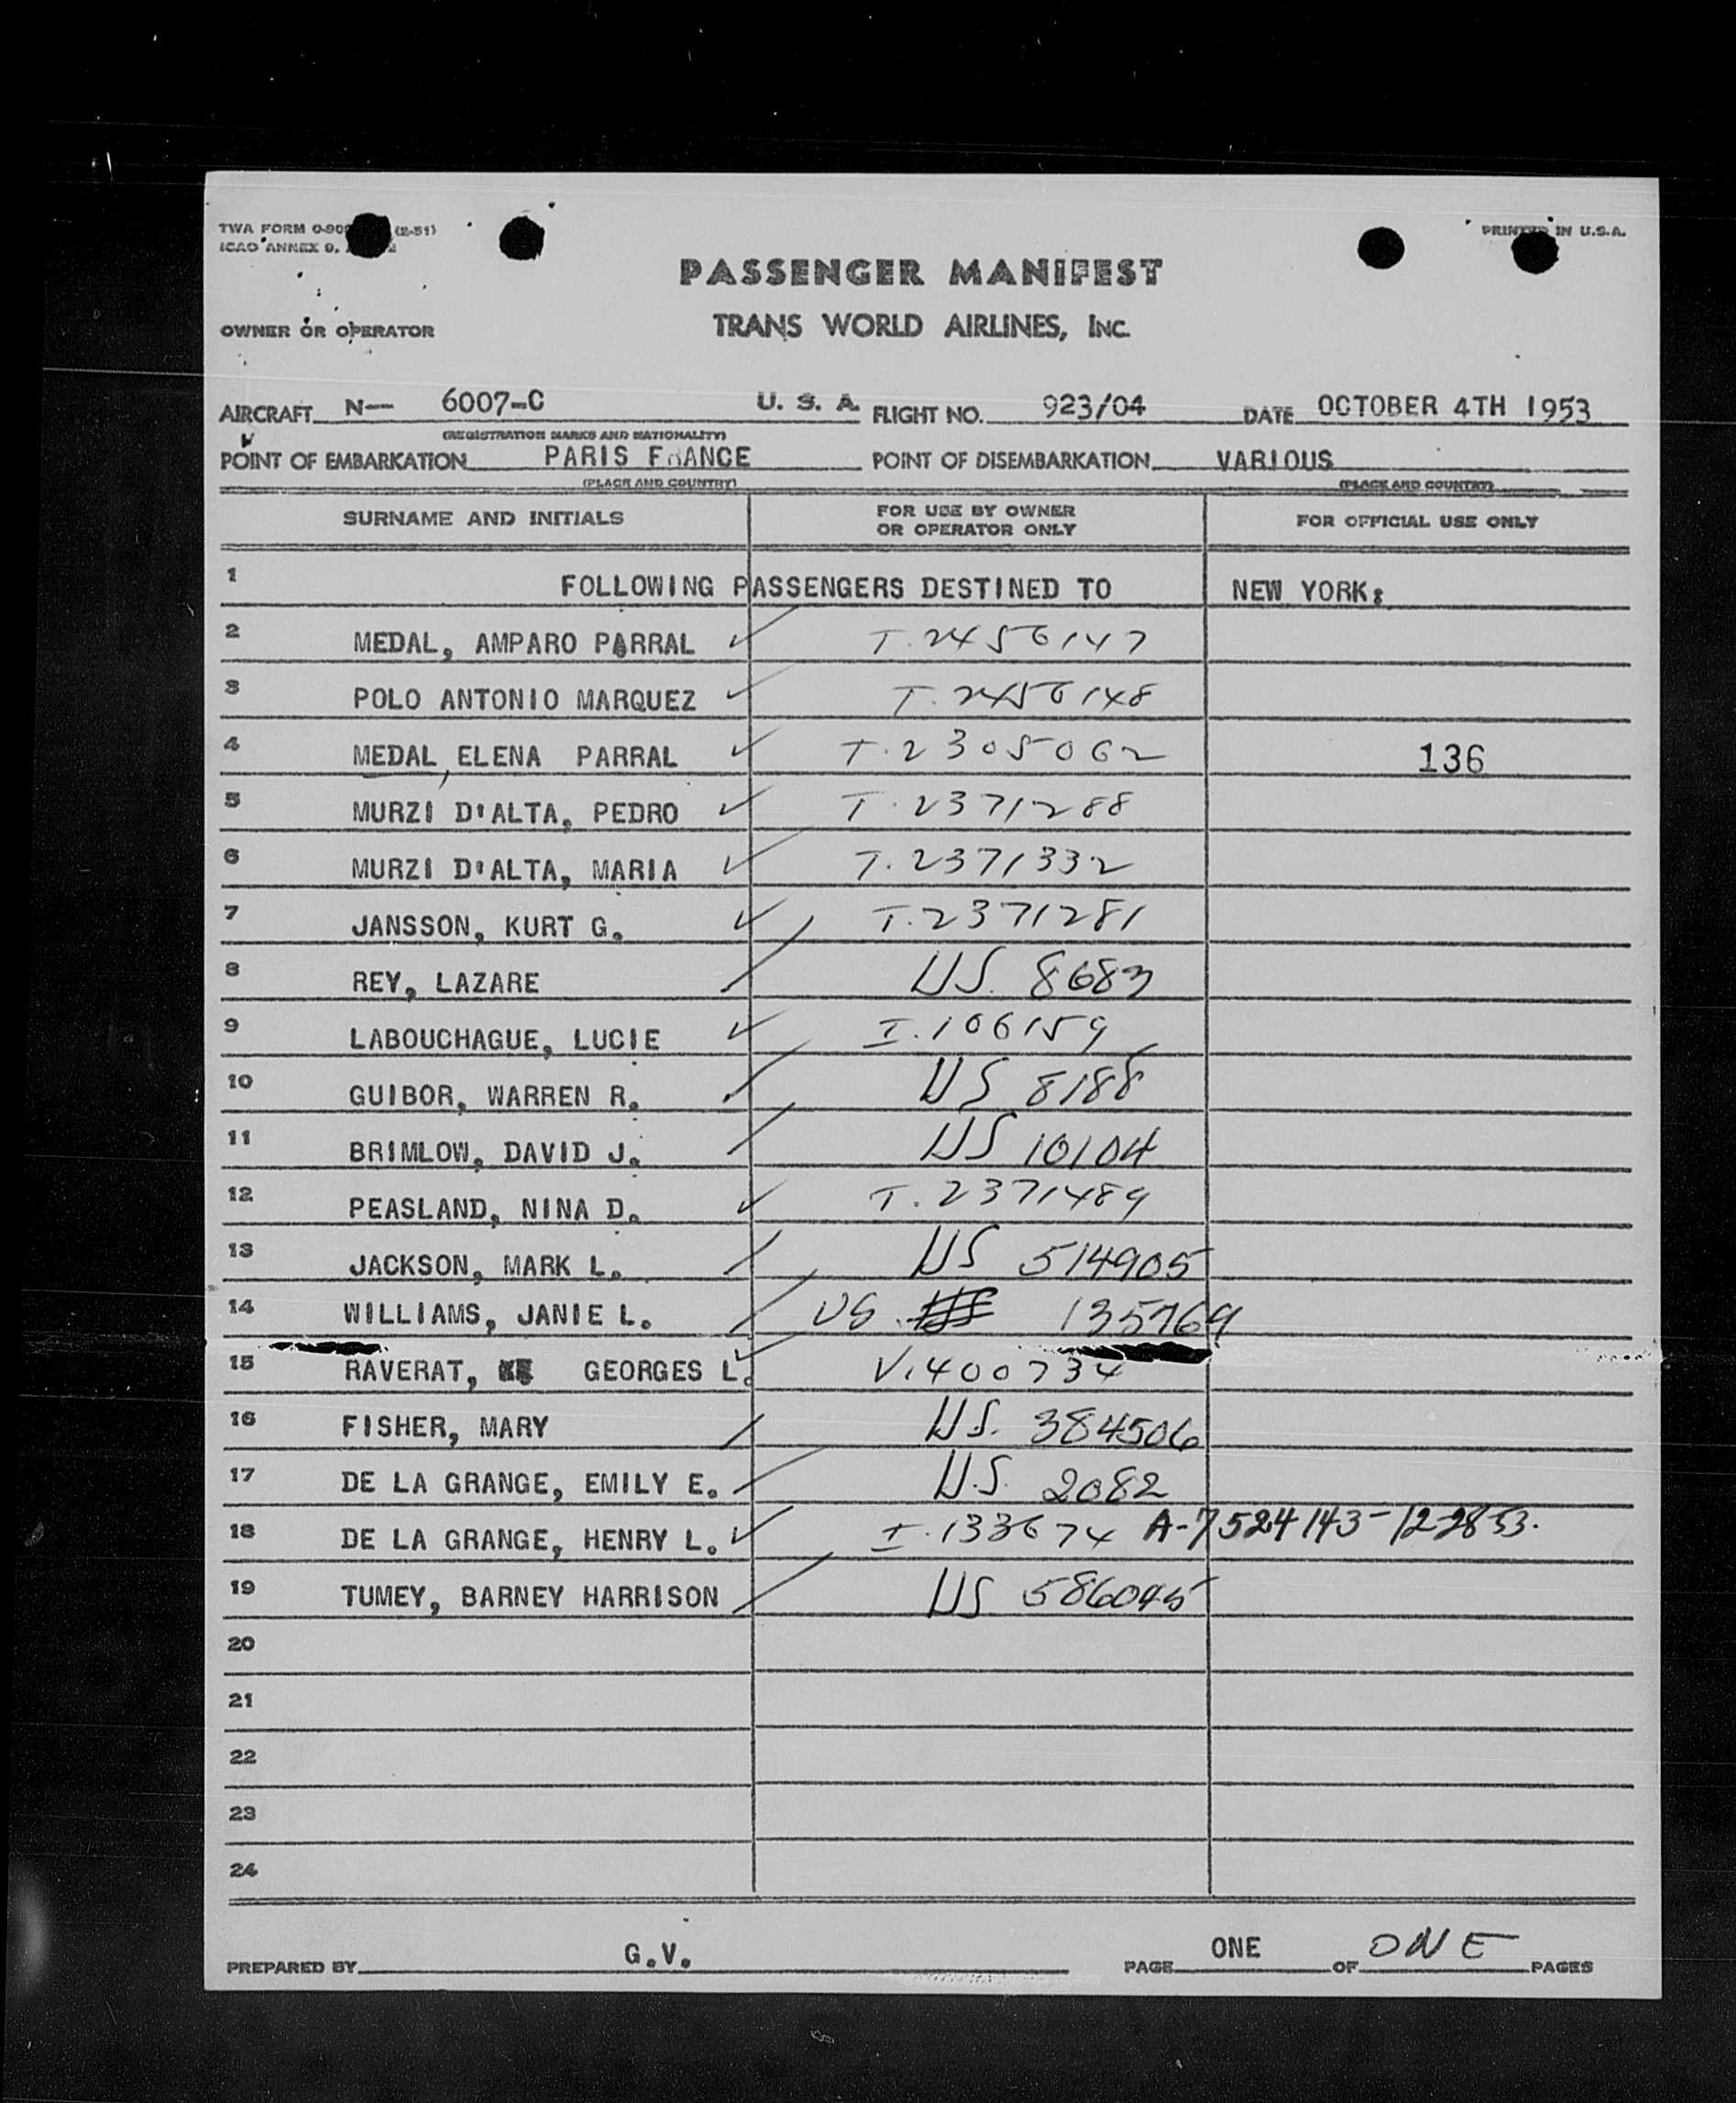 TWA FORM (2-51) PRINTED IN U.S.A.
ICAO ANNEX 9,
PASSENGER MANIFEST
OWNER OR OPERATOR TRANS WORLD AIRLINES, INC.
AIRCRAFT N— 6007-C U. S. A. FLIGHT NO. 923/04 DATE OCTOBER 4TH 1953
(REGISTRATION MARKS AND NATIONALITY)
POINT OF EMBARKATION PARIS FRANCE POINT OF DISEMBARKATION VARIOUS
(PLACE AND COUNTRY) (PLACE AND COUNTRY)
SURNAME AND INITIALS FOR USE BY OWNER OR OPERATOR ONLY FOR OFFICIAL USE ONLY
1 FOLLOWING PASSENGERS DESTINED TO NEW YORK:
2 MEDAL, AMPARO PARRAL ✓ T. 2456147
3 POLO ANTONIO MARQUEZ ✓ T. 2456148
4 MEDAL, ELENA PARRAL ✓ T. 2305062 136
5 MURZI D'ALTA, PEDRO ✓ T. 2371288
6 MURZI D'ALTA, MARIA ✓ T. 2371332
7 JANSSON, KURT G. ✓ T. 2371281
8 REY, LAZARE / US. 8683
9 LABOUCHAGUE, LUCIE ✓ I. 106159
10 GUIBOR, WARREN R. / US 8188
11 BRIMLOW, DAVID J. / US 10104
12 PEASLAND, NINA D. ✓ T. 2371489
13 JACKSON, MARK L. / US 514905
14 WILLIAMS, JANIE L. / US 135769
15 RAVERAT, GEORGES L. ✓ V. 400734
16 FISHER, MARY / US. 384506
17 DE LA GRANGE, EMILY E. / U.S. 2082
18 DE LA GRANGE, HENRY L. ✓ I. 133674 A-7524143-12-28-53.
19 TUMEY, BARNEY HARRISON / US 586045
20
21
22
23
24
PREPARED BY G.V. PAGE ONE OF ONE PAGES